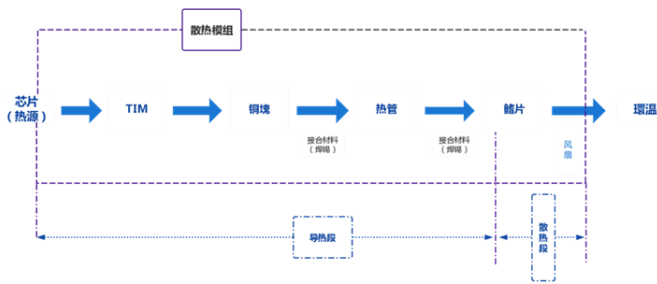 散热模组
芯片
（热源）
TIM
铜塊
热管
鳍片
環温
接合材料
（焊锡）
接合材料
（焊锡）
风
扇
导热段
散
热
段